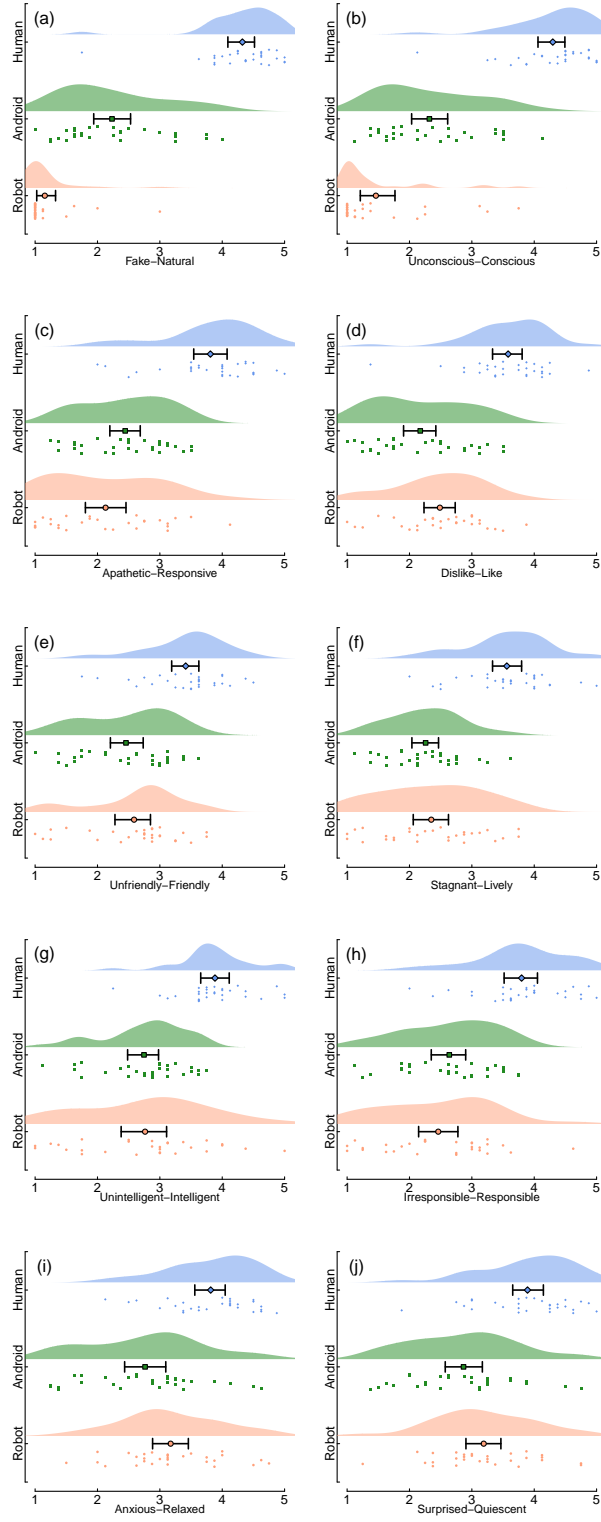 (a)
Human
Android
Robot
1 2 3 4 5
Fake−Natural
(b)
Human
Android
Robot
1 2 3 4 5
Unconscious−Conscious
(c)
Human
Android
Robot
1 2 3 4 5
Apathetic−Responsive
(d)
Human
Android
Robot
1 2 3 4 5
Dislike−Like
(e)
Human
Android
Robot
1 2 3 4 5
Unfriendly−Friendly
(f)
Human
Android
Robot
1 2 3 4 5
Stagnant−Lively
(g)
Human
Android
Robot
1 2 3 4 5
Unintelligent−Intelligent
(h)
Human
Android
Robot
1 2 3 4 5
Irresponsible−Responsible
(i)
Human
Android
Robot
1 2 3 4 5
Anxious−Relaxed
(j)
Human
Android
Robot
1 2 3 4 5
Surprised−Quiescent